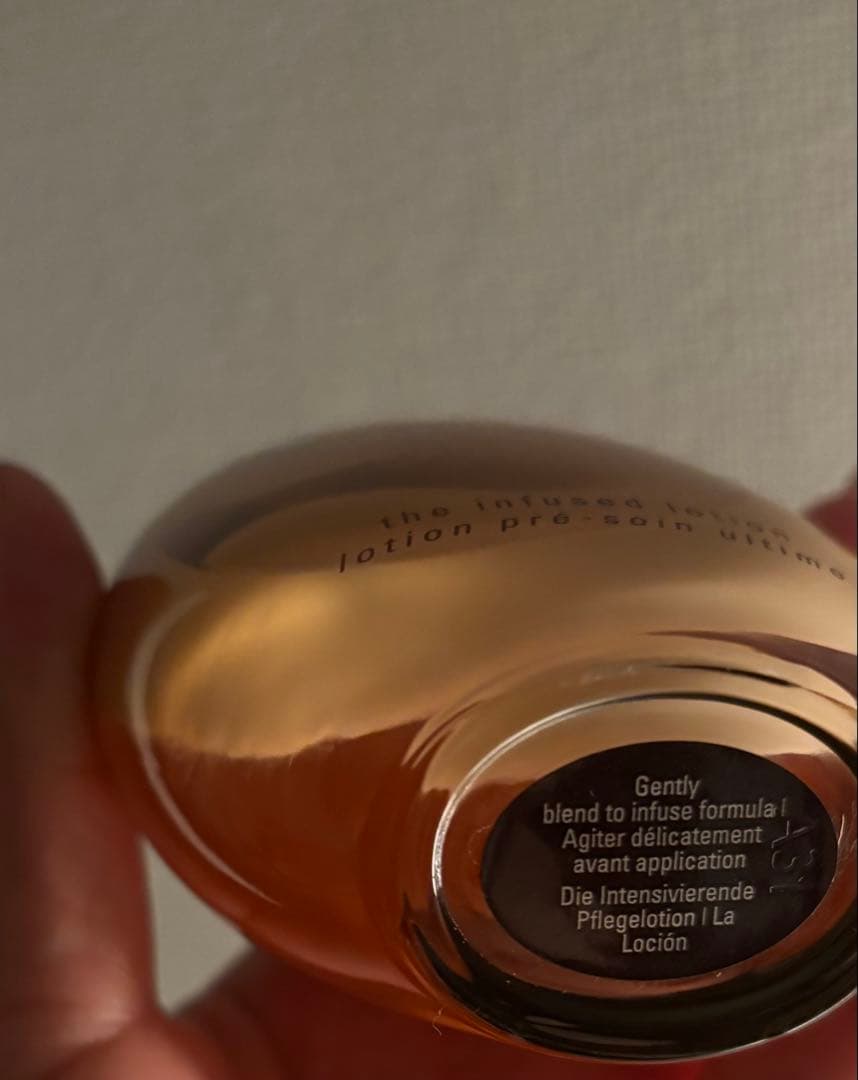 the infused lotion
lotion pré-soin ultime
Gently
blend to infuse formula |
Agiter délicatement
avant application
Die Intensivierende
Pflegelotion | La
Loción